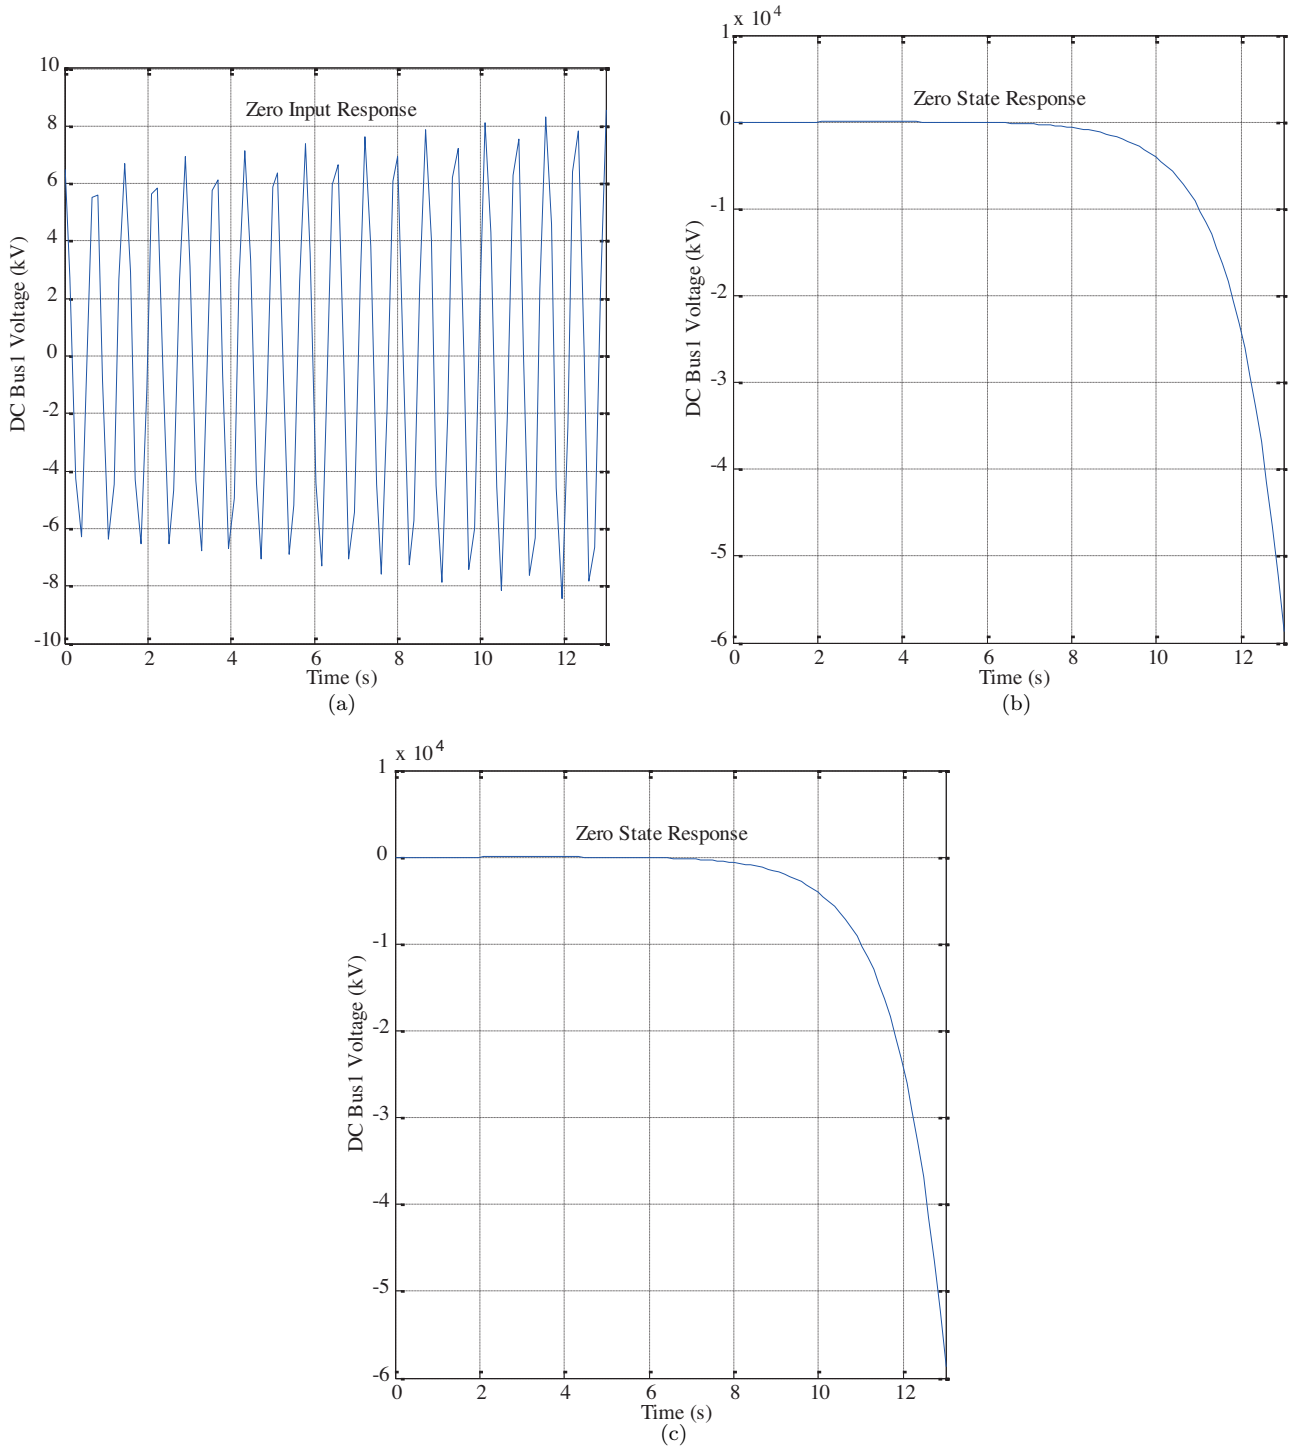 10
8
6
4
2
0
-2
-4
-6
-8
-10
DC Bus1 Voltage (kV)
Zero Input Response
0 2 4 6 8 10 12
Time (s)
(a)
x 10^4
1
0
-1
-2
-3
-4
-5
-6
DC Bus1 Voltage (kV)
Zero State Response
0 2 4 6 8 10 12
Time (s)
(b)
x 10^4
1
0
-1
-2
-3
-4
-5
-6
DC Bus1 Voltage (kV)
Zero State Response
0 2 4 6 8 10 12
Time (s)
(c)